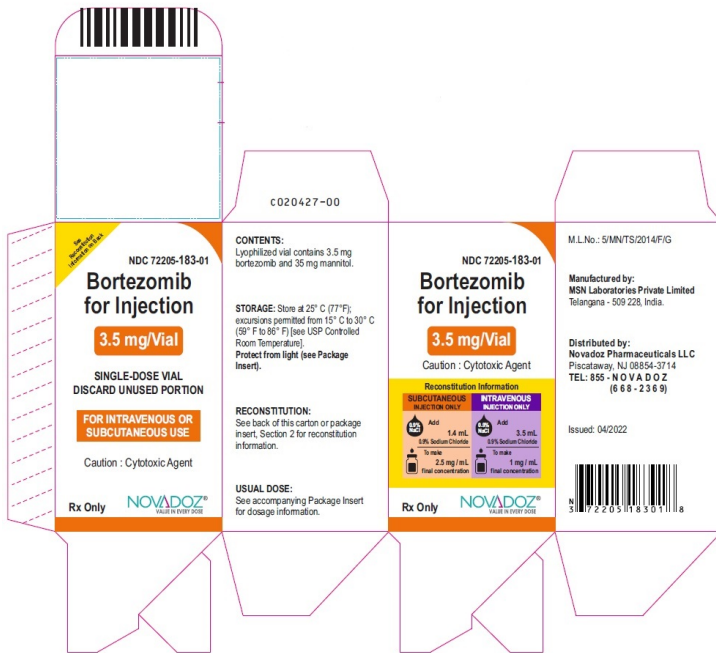 C020427-00
See
Reconstitution
Information on Back
NDC 72205-183-01
Bortezomib
for Injection
3.5 mg/Vial
SINGLE-DOSE VIAL
DISCARD UNUSED PORTION
FOR INTRAVENOUS OR
SUBCUTANEOUS USE
Caution : Cytotoxic Agent
Rx Only
NOVADOZ®
VALUE IN EVERY DOSE
CONTENTS:
Lyophilized vial contains 3.5 mg
bortezomib and 35 mg mannitol.
STORAGE: Store at 25° C (77°F);
excursions permitted from 15° C to 30° C
(59° F to 86° F) [see USP Controlled
Room Temperature].
Protect from light (see Package
Insert).
RECONSTITUTION:
See back of this carton or package
insert, Section 2 for reconstitution
information.
USUAL DOSE:
See accompanying Package Insert
for dosage information.
NDC 72205-183-01
Bortezomib
for Injection
3.5 mg/Vial
Caution : Cytotoxic Agent
Reconstitution Information
SUBCUTANEOUS
INJECTION ONLY
0.9%
NaCl
Add
1.4 mL
0.9% Sodium Chloride
To make
2.5 mg / mL
final concentration
INTRAVENOUS
INJECTION ONLY
0.9%
NaCl
Add
3.5 mL
0.9% Sodium Chloride
To make
1 mg / mL
final concentration
Rx Only
NOVADOZ®
VALUE IN EVERY DOSE
M.L.No.: 5/MN/TS/2014/F/G
Manufactured by:
MSN Laboratories Private Limited
Telangana - 509 228, India.
Distributed by:
Novadoz Pharmaceuticals LLC
Piscataway, NJ 08854-3714
TEL: 855 - N O V A D O Z
(6 6 8 - 2 3 6 9)
Issued: 04/2022
N
3 72205 18301 8